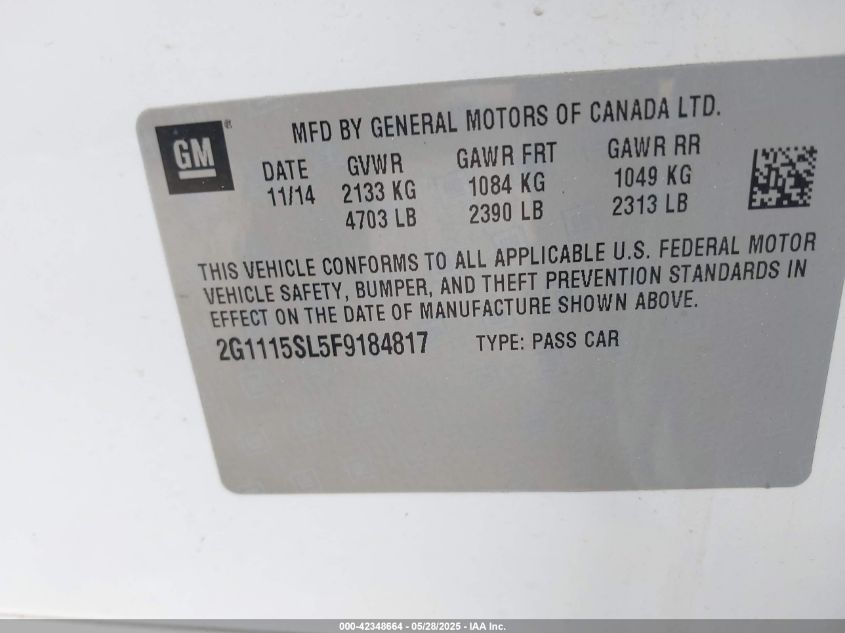 GM ®
MFD BY GENERAL MOTORS OF CANADA LTD.
DATE GVWR GAWR FRT GAWR RR
11/14 2133 KG 1084 KG 1049 KG
4703 LB 2390 LB 2313 LB
THIS VEHICLE CONFORMS TO ALL APPLICABLE U.S. FEDERAL MOTOR
VEHICLE SAFETY, BUMPER, AND THEFT PREVENTION STANDARDS IN
EFFECT ON THE DATE OF MANUFACTURE SHOWN ABOVE.
2G1115SL5F9184817 TYPE: PASS CAR
000-42348664 - 05/28/2025 - IAA Inc.